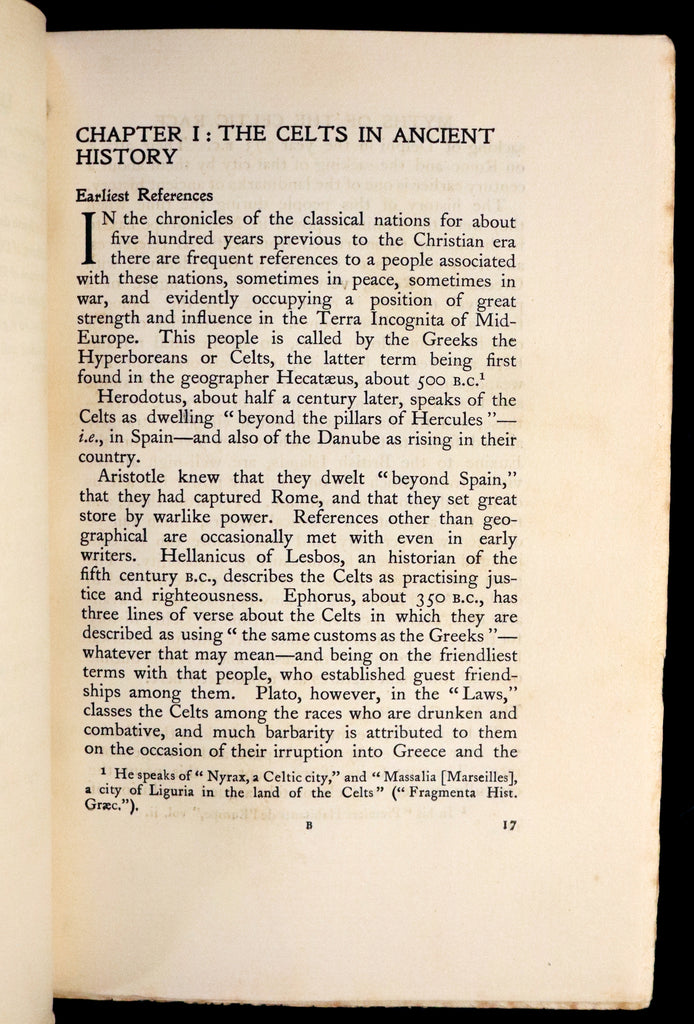 CHAPTER I: THE CELTS IN ANCIENT
HISTORY
Earliest References
IN the chronicles of the classical nations for about
five hundred years previous to the Christian era
there are frequent references to a people associated
with these nations, sometimes in peace, sometimes in
war, and evidently occupying a position of great
strength and influence in the Terra Incognita of Mid-
Europe. This people is called by the Greeks the
Hyperboreans or Celts, the latter term being first
found in the geographer Hecatæus, about 500 B.C.¹
Herodotus, about half a century later, speaks of the
Celts as dwelling “ beyond the pillars of Hercules ”—
i.e., in Spain—and also of the Danube as rising in their
country.
Aristotle knew that they dwelt “ beyond Spain,”
that they had captured Rome, and that they set great
store by warlike power. References other than geo-
graphical are occasionally met with even in early
writers. Hellanicus of Lesbos, an historian of the
fifth century B.C., describes the Celts as practising jus-
tice and righteousness. Ephorus, about 350 B.C., has
three lines of verse about the Celts in which they are
described as using “ the same customs as the Greeks ”—
whatever that may mean—and being on the friendliest
terms with that people, who established guest friend-
ships among them. Plato, however, in the “ Laws,”
classes the Celts among the races who are drunken and
combative, and much barbarity is attributed to them
on the occasion of their irruption into Greece and the
¹ He speaks of “ Nyrax, a Celtic city,” and “ Massalia [Marseilles],
a city of Liguria in the land of the Celts” (“ Fragmenta Hist.
Græc.”).
B 17